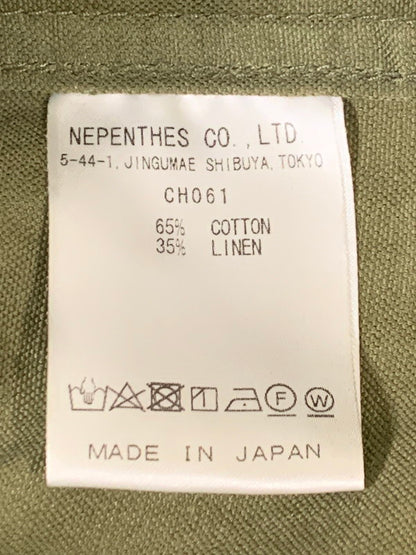 NEPENTHES CO.,LTD.
5-44-1, JINGUMAE SHIBUYA, TOKYO
CH061
65% COTTON
35% LINEN
F W
MADE IN JAPAN